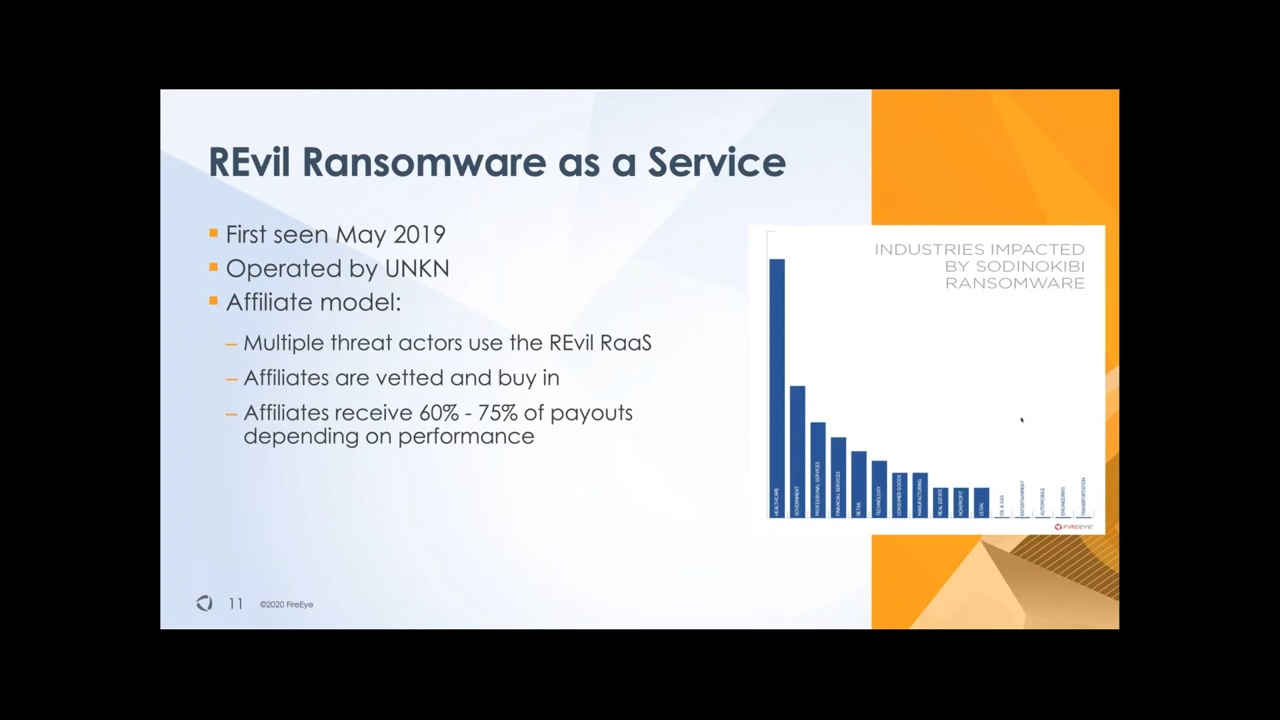 REvil Ransomware as a Service
First seen May 2019
Operated by UNKN
Affiliate model:
– Multiple threat actors use the REvil RaaS
– Affiliates are vetted and buy in
– Affiliates receive 60% - 75% of payouts
depending on performance
INDUSTRIES IMPACTED
BY SODINOKIBI
RANSOMWARE
HEALTHCARE
GOVERNMENT
PROFESSIONAL SERVICES
FINANCIAL SERVICES
RETAIL
TECHNOLOGY
CONSUMER GOODS
MANUFACTURING
REAL ESTATE
NONPROFIT
LEGAL
OIL & GAS
ENTERTAINMENT
AUTOMOBILE
ENGINEERING
TRANSPORTATION
FIREEYE
11 ©2020 FireEye